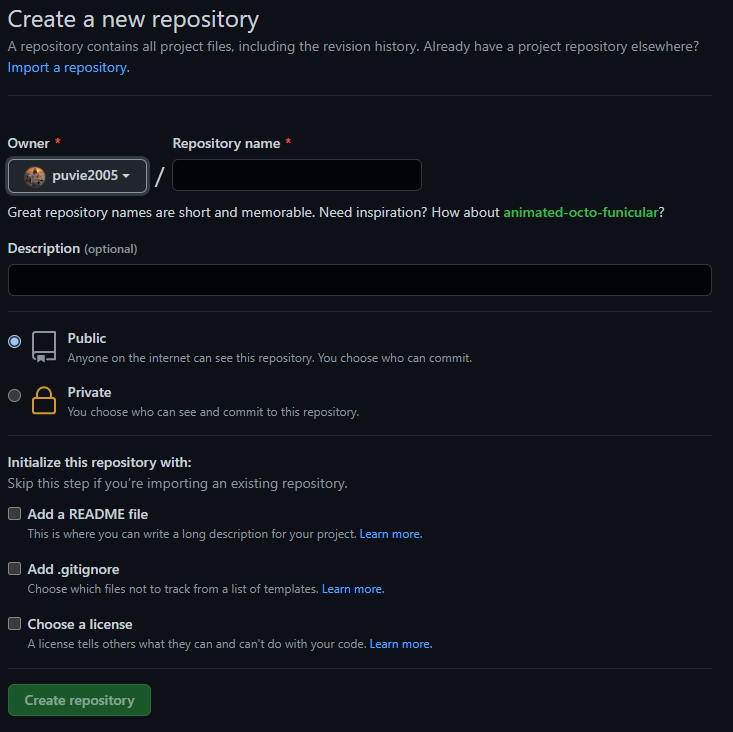 Create a new repository
A repository contains all project files, including the revision history. Already have a project repository elsewhere?
Import a repository.
Owner * Repository name *
puvie2005 /
Great repository names are short and memorable. Need inspiration? How about animated-octo-funicular?
Description (optional)
Public
Anyone on the internet can see this repository. You choose who can commit.
Private
You choose who can see and commit to this repository.
Initialize this repository with:
Skip this step if you're importing an existing repository.
Add a README file
This is where you can write a long description for your project. Learn more.
Add .gitignore
Choose which files not to track from a list of templates. Learn more.
Choose a license
A license tells others what they can and can't do with your code. Learn more.
Create repository